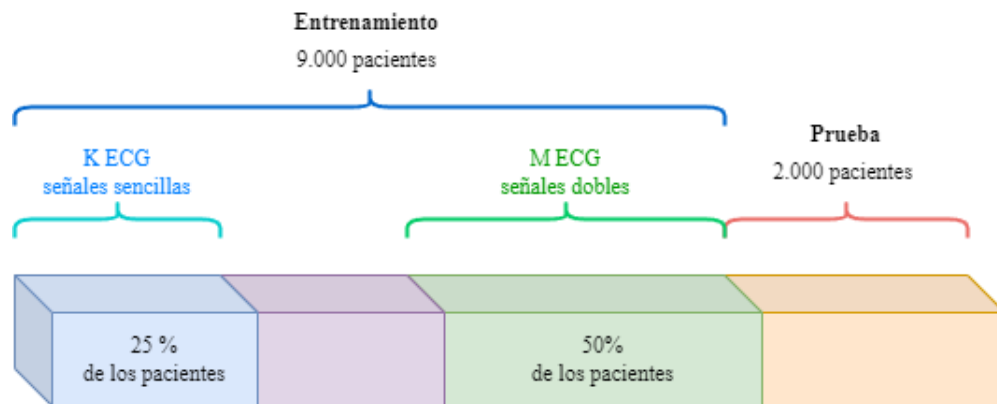 Entrenamiento
9.000 pacientes
Prueba
2.000 pacientes
K ECG
señales sencillas
M ECG
señales dobles
25 %
de los pacientes
50%
de los pacientes